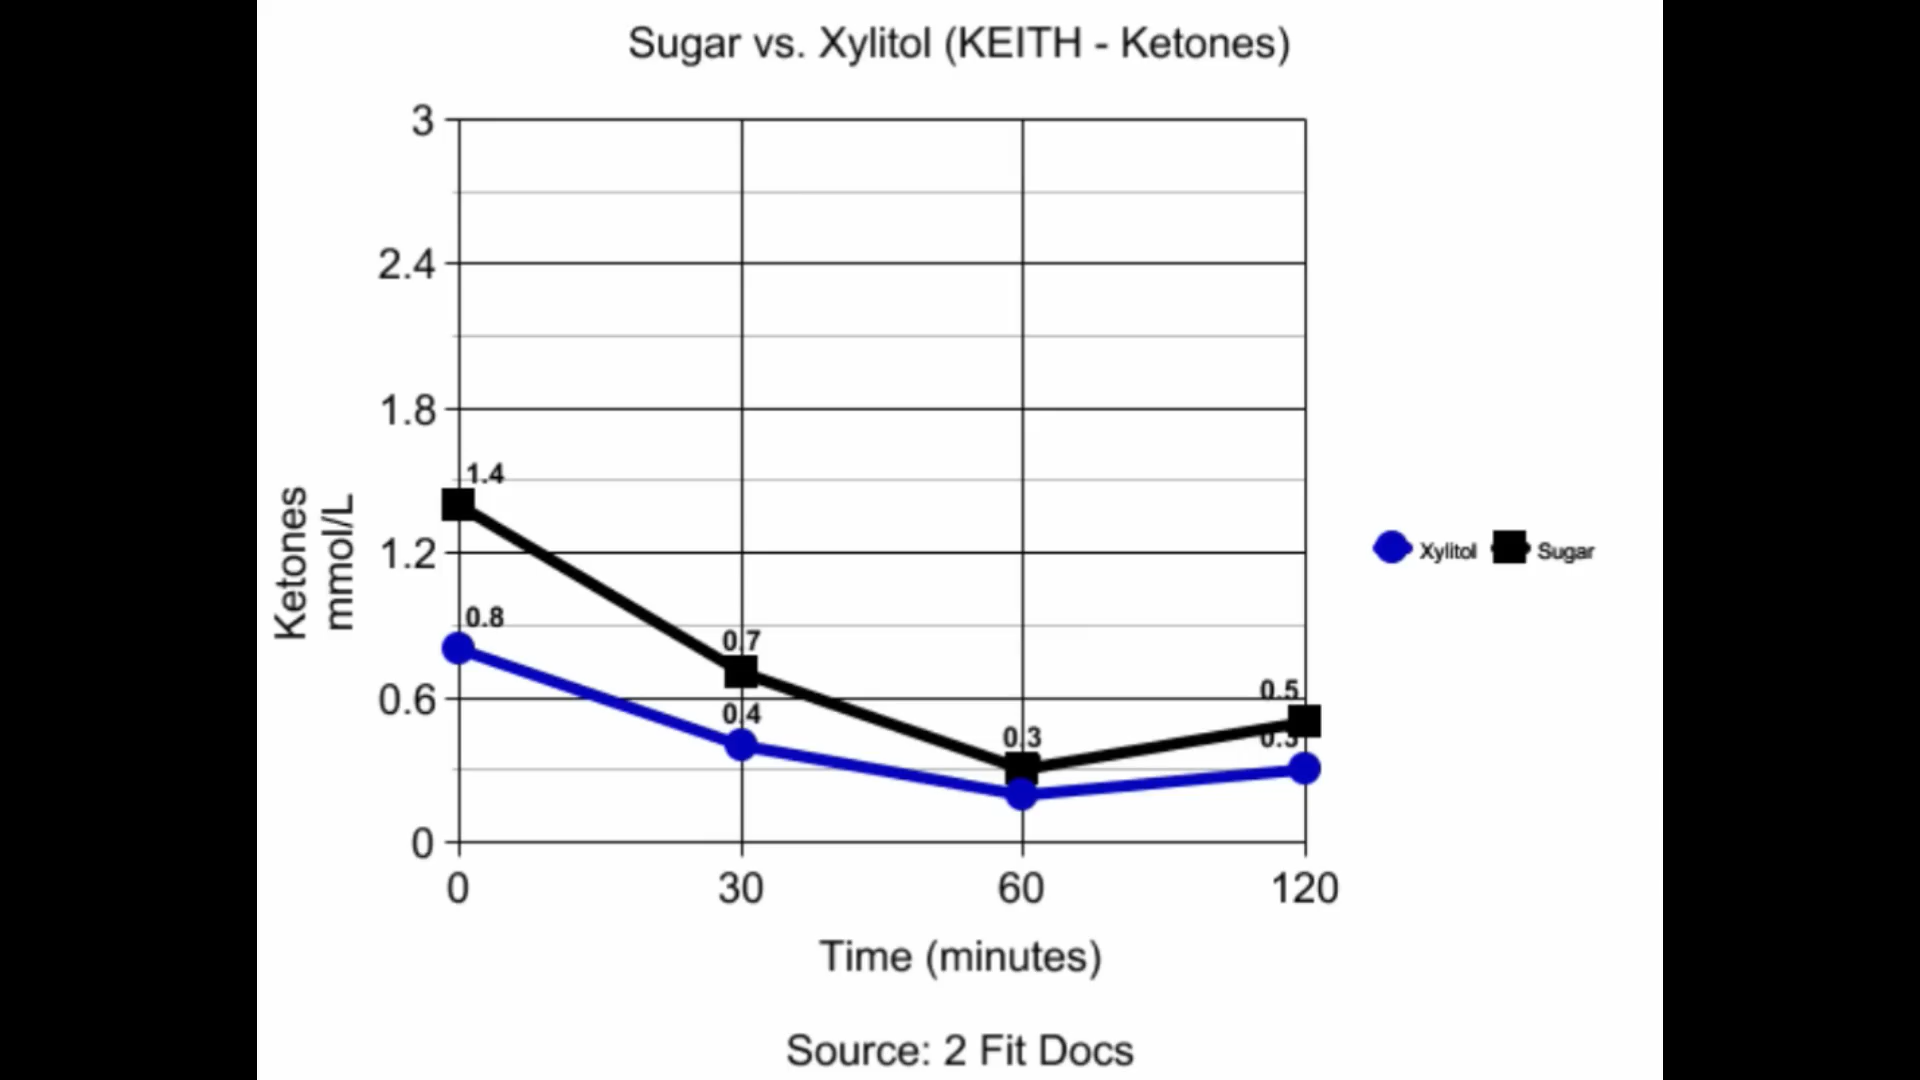 Sugar vs. Xylitol (KEITH - Ketones)
3
2.4
1.8
1.4
1.2
Ketones
mmol/L
Xylitol Sugar
0.8
0.7
0.6
0.5
0.4
0.3
0.3
0
0 30 60 120
Time (minutes)
Source: 2 Fit Docs